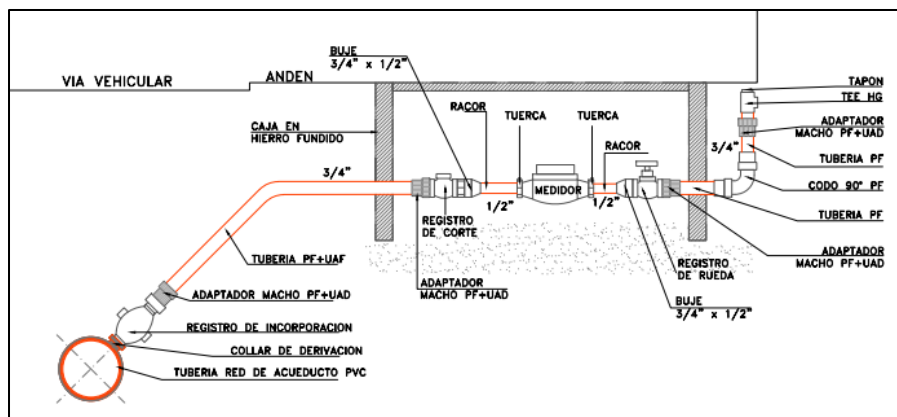 BUJE
3/4" x 1/2"
VIA VEHICULAR
ANDEN
TAPON
TEE HG
RACOR
TUERCA
TUERCA
CAJA EN
HIERRO FUNDIDO
ADAPTADOR
MACHO PF+UAD
RACOR
3/4"
TUBERIA PF
3/4"
MEDIDOR
CODO 90° PF
1/2"
1/2"
TUBERIA PF
REGISTRO
DE CORTE
TUBERIA PF+UAF
REGISTRO
DE RUEDA
ADAPTADOR
MACHO PF+UAD
ADAPTADOR
MACHO PF+UAD
ADAPTADOR MACHO PF+UAD
BUJE
3/4" x 1/2"
REGISTRO DE INCORPORACION
COLLAR DE DERIVACION
TUBERIA RED DE ACUEDUCTO PVC